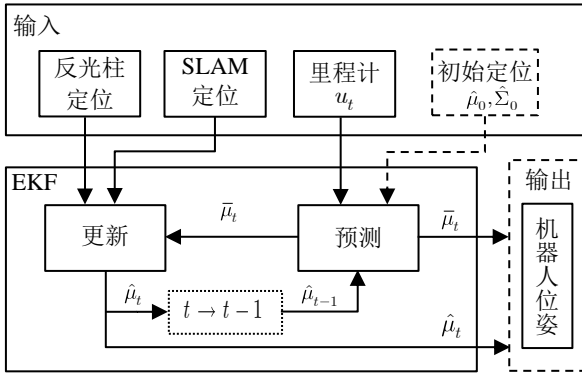 输入
反光柱
定位
SLAM
定位
里程计
u_t
初始定位
μ̂_0, Σ̂_0
EKF
更新
μ̄_t
预测
μ̄_t
μ̂_t
t → t − 1
μ̂_{t−1}
μ̂_t
输出
机器人位姿